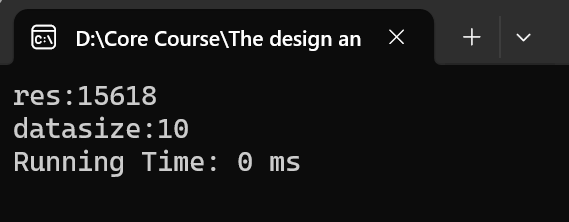 D:\Core Course\The design an
res:15618
datasize:10
Running Time: 0 ms